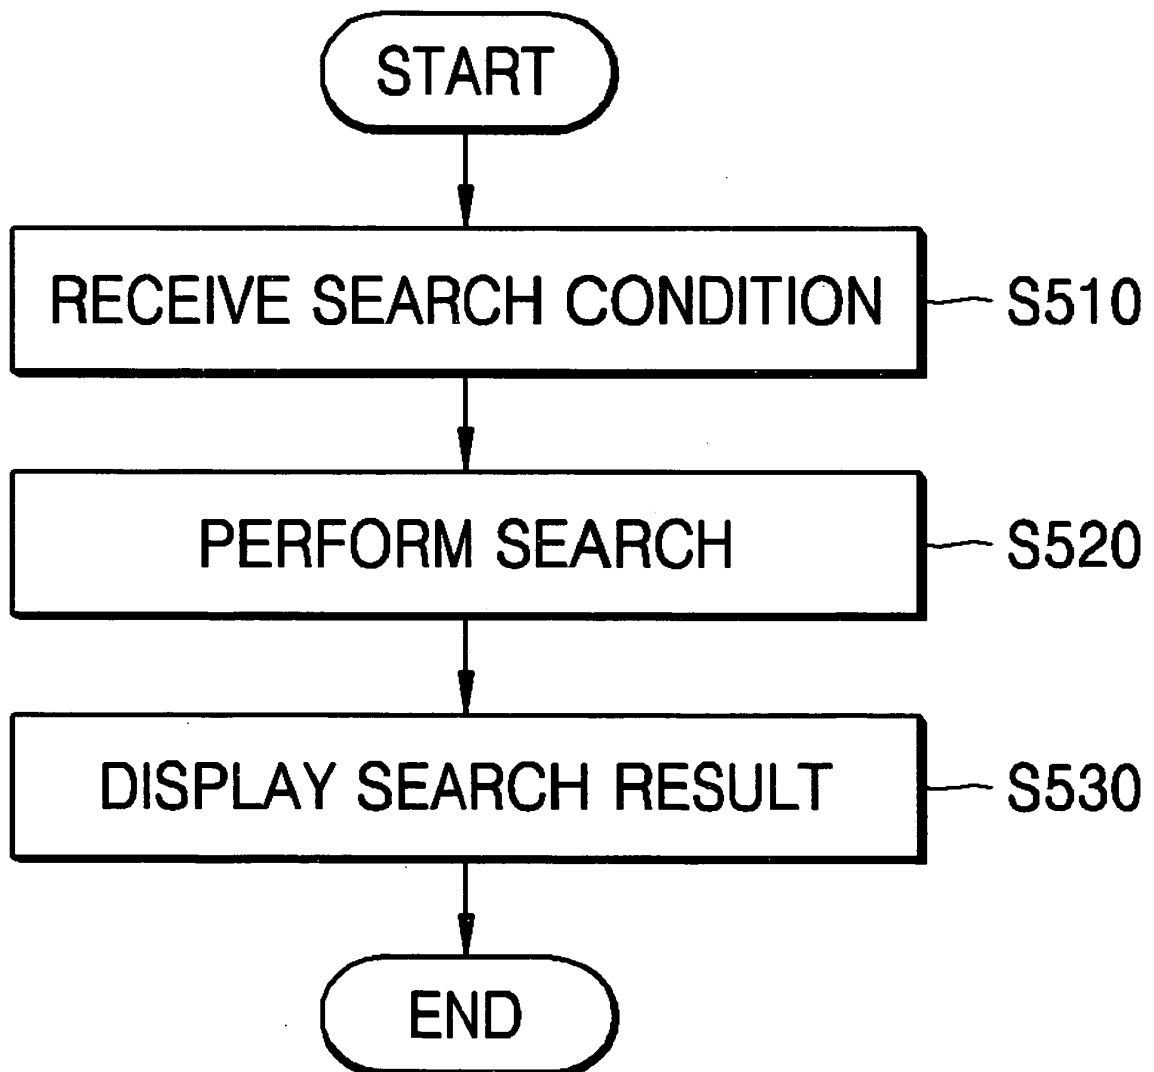 START
RECEIVE SEARCH CONDITION S510
PERFORM SEARCH S520
DISPLAY SEARCH RESULT S530
END